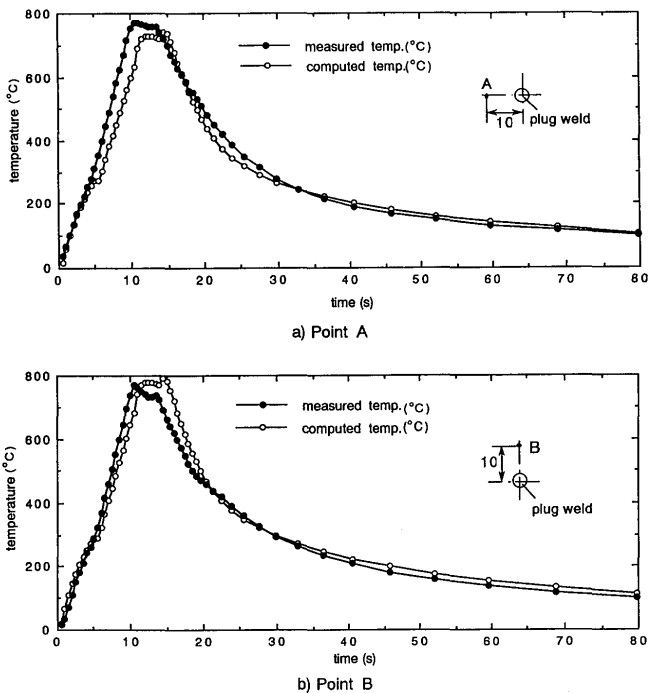 800
600
400
200
0
temperature (°C)
measured temp.(°C)
computed temp.(°C)
A
10
plug weld
0 10 20 30 40 50 60 70 80
time (s)
a) Point A
800
600
400
200
0
temperature (°C)
measured temp.(°C)
computed temp.(°C)
B
10
plug weld
0 10 20 30 40 50 60 70 80
time (s)
b) Point B